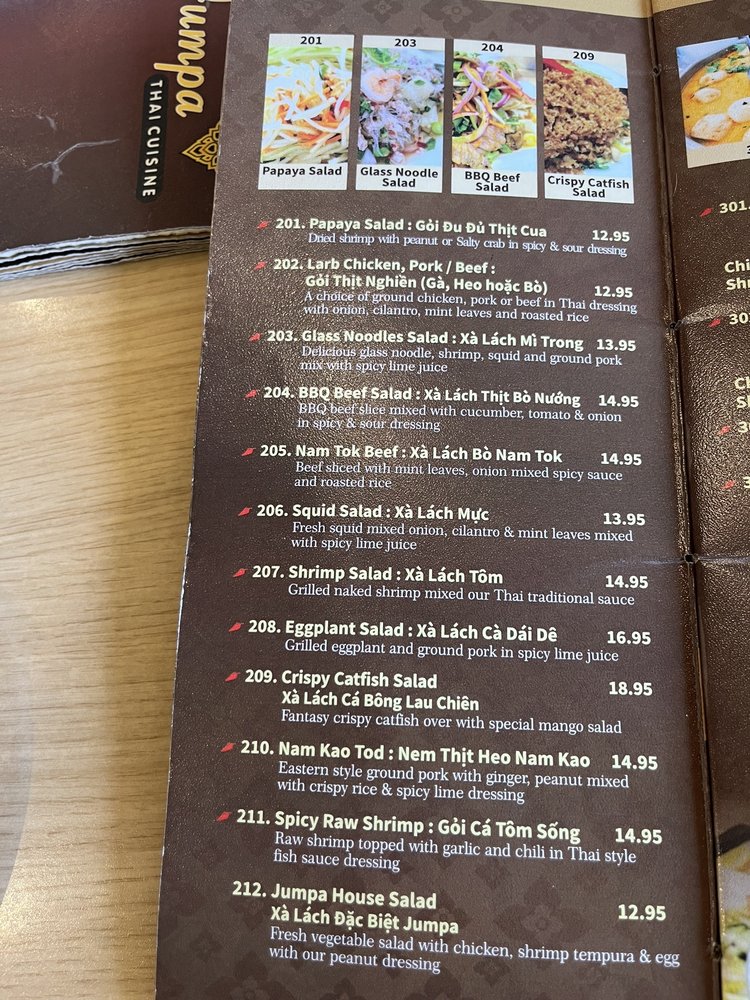 umpa
THAI CUISINE
201
203
204
209
Papaya Salad
Glass Noodle
Salad
BBQ Beef
Salad
Crispy Catfish
Salad
201. Papaya Salad : Gỏi Đu Đủ Thịt Cua 12.95
Dried shrimp with peanut or Salty crab in spicy & sour dressing
202. Larb Chicken, Pork / Beef :
Gỏi Thịt Nghiền (Gà, Heo hoặc Bò) 12.95
A choice of ground chicken, pork or beef in Thai dressing
with onion, cilantro, mint leaves and roasted rice
203. Glass Noodles Salad : Xà Lách Mì Trong 13.95
Delicious glass noodle, shrimp, squid and ground pork
mix with spicy lime juice
204. BBQ Beef Salad : Xà Lách Thịt Bò Nướng 14.95
BBQ beef slice mixed with cucumber, tomato & onion
in spicy & sour dressing
205. Nam Tok Beef : Xà Lách Bò Nam Tok 14.95
Beef sliced with mint leaves, onion mixed spicy sauce
and roasted rice
206. Squid Salad : Xà Lách Mực 13.95
Fresh squid mixed onion, cilantro & mint leaves mixed
with spicy lime juice
207. Shrimp Salad : Xà Lách Tôm 14.95
Grilled naked shrimp mixed our Thai traditional sauce
208. Eggplant Salad : Xà Lách Cà Dái Dê 16.95
Grilled eggplant and ground pork in spicy lime juice
209. Crispy Catfish Salad 18.95
Xà Lách Cá Bông Lau Chiên
Fantasy crispy catfish over with special mango salad
210. Nam Kao Tod : Nem Thịt Heo Nam Kao 14.95
Eastern style ground pork with ginger, peanut mixed
with crispy rice & spicy lime dressing
211. Spicy Raw Shrimp : Gỏi Cá Tôm Sống 14.95
Raw shrimp topped with garlic and chili in Thai style
fish sauce dressing
212. Jumpa House Salad 12.95
Xà Lách Đặc Biệt Jumpa
Fresh vegetable salad with chicken, shrimp tempura & egg
with our peanut dressing
301.